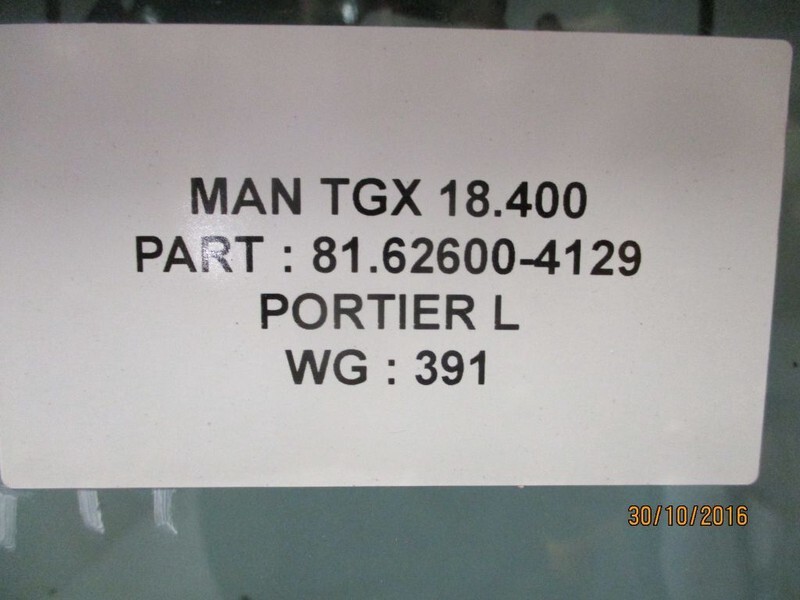 MAN TGX 18.400
PART : 81.62600-4129
PORTIER L
WG : 391
30/10/2016